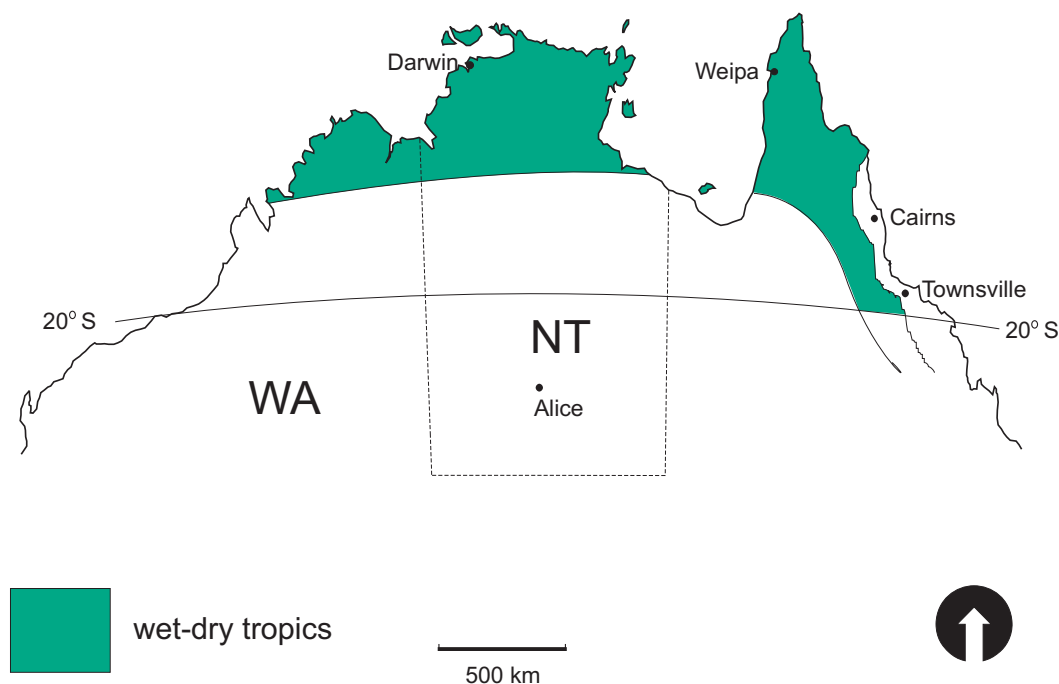 Darwin
Weipa
Cairns
Townsville
20° S
20° S
NT
WA
Alice
wet-dry tropics
500 km